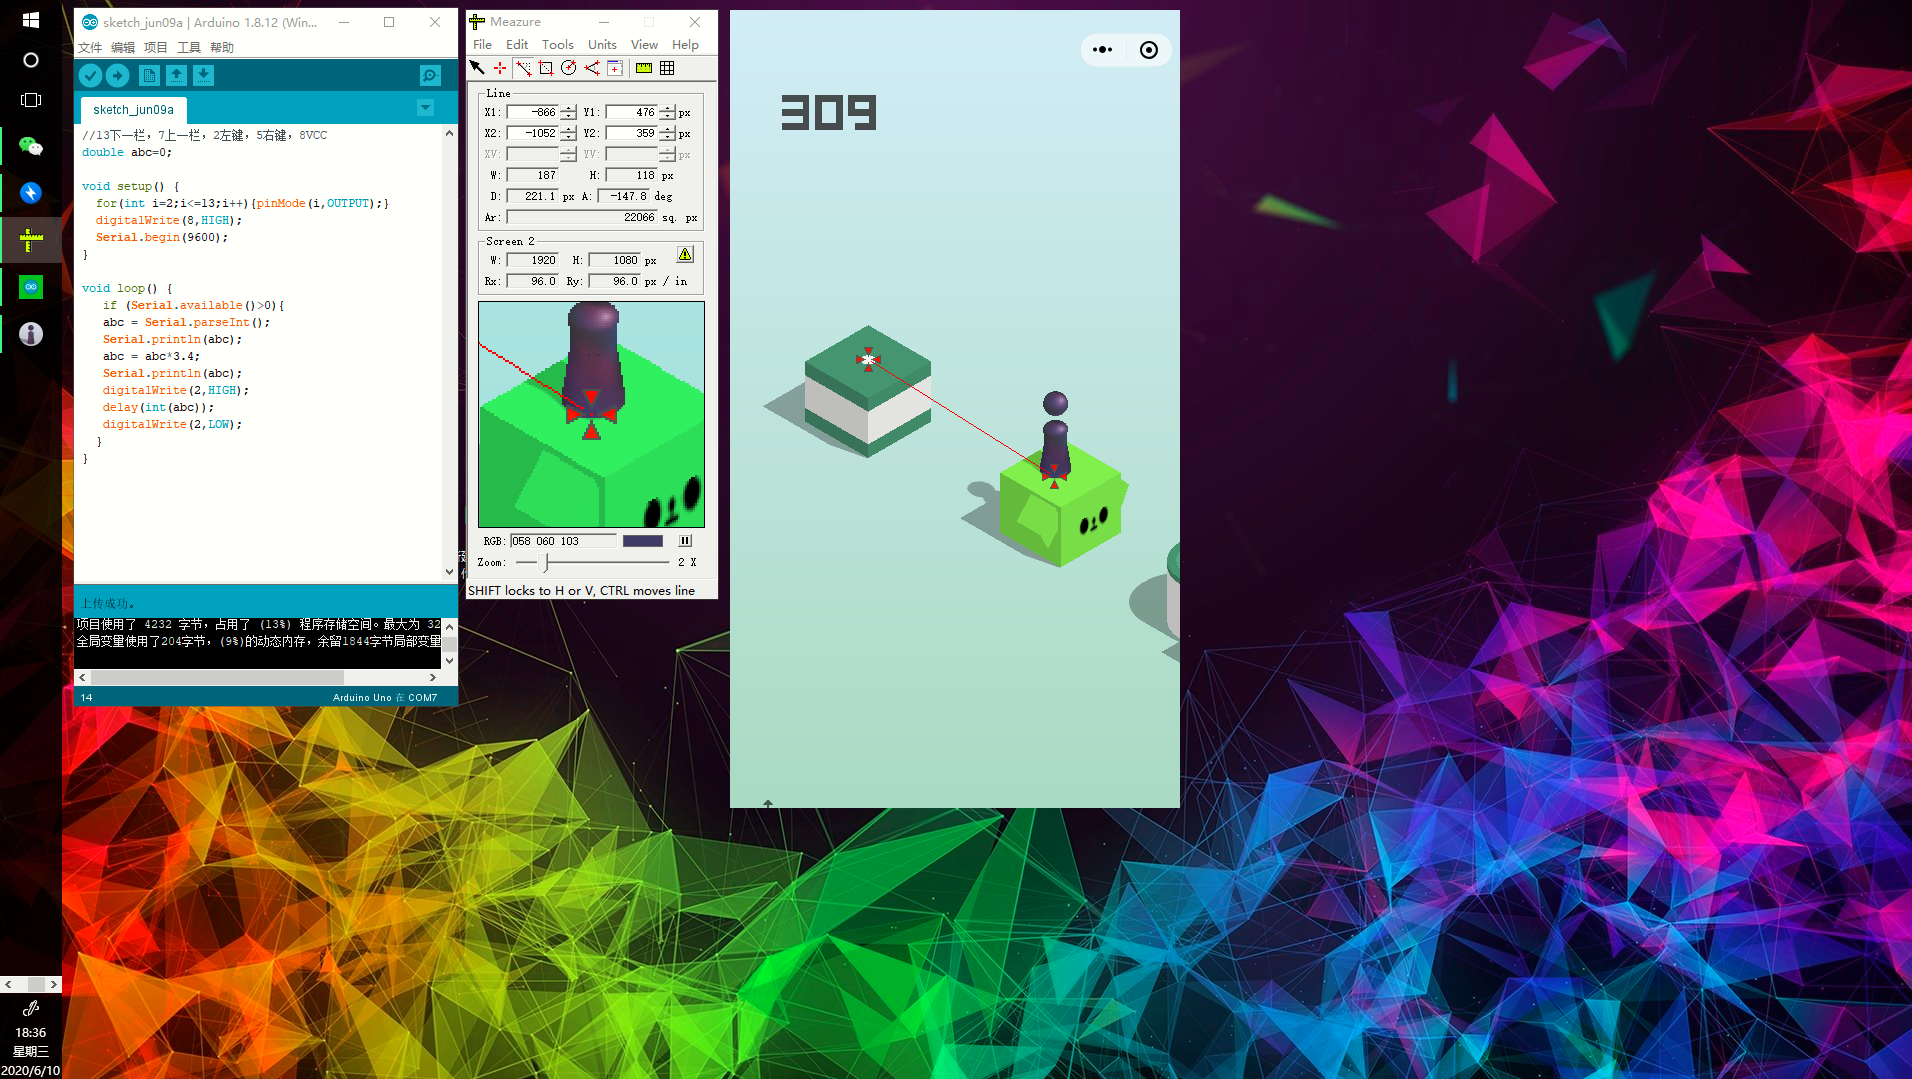 sketch_jun09a | Arduino 1.8.12 (Win...
文件 编辑 项目 工具 帮助
sketch_jun09a
//13下一栏，7上一栏，2左键，5右键，8VCC
double abc=0;
void setup() {
for(int i=2;i<=13;i++){pinMode(i,OUTPUT);}
digitalWrite(8,HIGH);
Serial.begin(9600);
}
void loop() {
if (Serial.available()>0){
abc = Serial.parseInt();
Serial.println(abc);
abc = abc*3.4;
Serial.println(abc);
digitalWrite(2,HIGH);
delay(int(abc));
digitalWrite(2,LOW);
}
}
上传成功。
项目使用了 4232 字节，占用了 (13%) 程序存储空间。最大为 32
全局变量使用了204字节，(9%)的动态内存，余留1844字节局部变量
14
Arduino Uno 在 COM7
Meazure
File Edit Tools Units View Help
Line
X1: -866 Y1: 476 px
X2: -1052 Y2: 359 px
XV: YV: px
W: 187 H: 118 px
D: 221.1 px A: -147.8 deg
Ar: 22066 sq. px
Screen 2
W: 1920 H: 1080 px
Rx: 96.0 Ry: 96.0 px / in
RGB: 058 060 103
Zoom: 2 X
SHIFT locks to H or V, CTRL moves line
309
18:36
星期三
2020/6/10